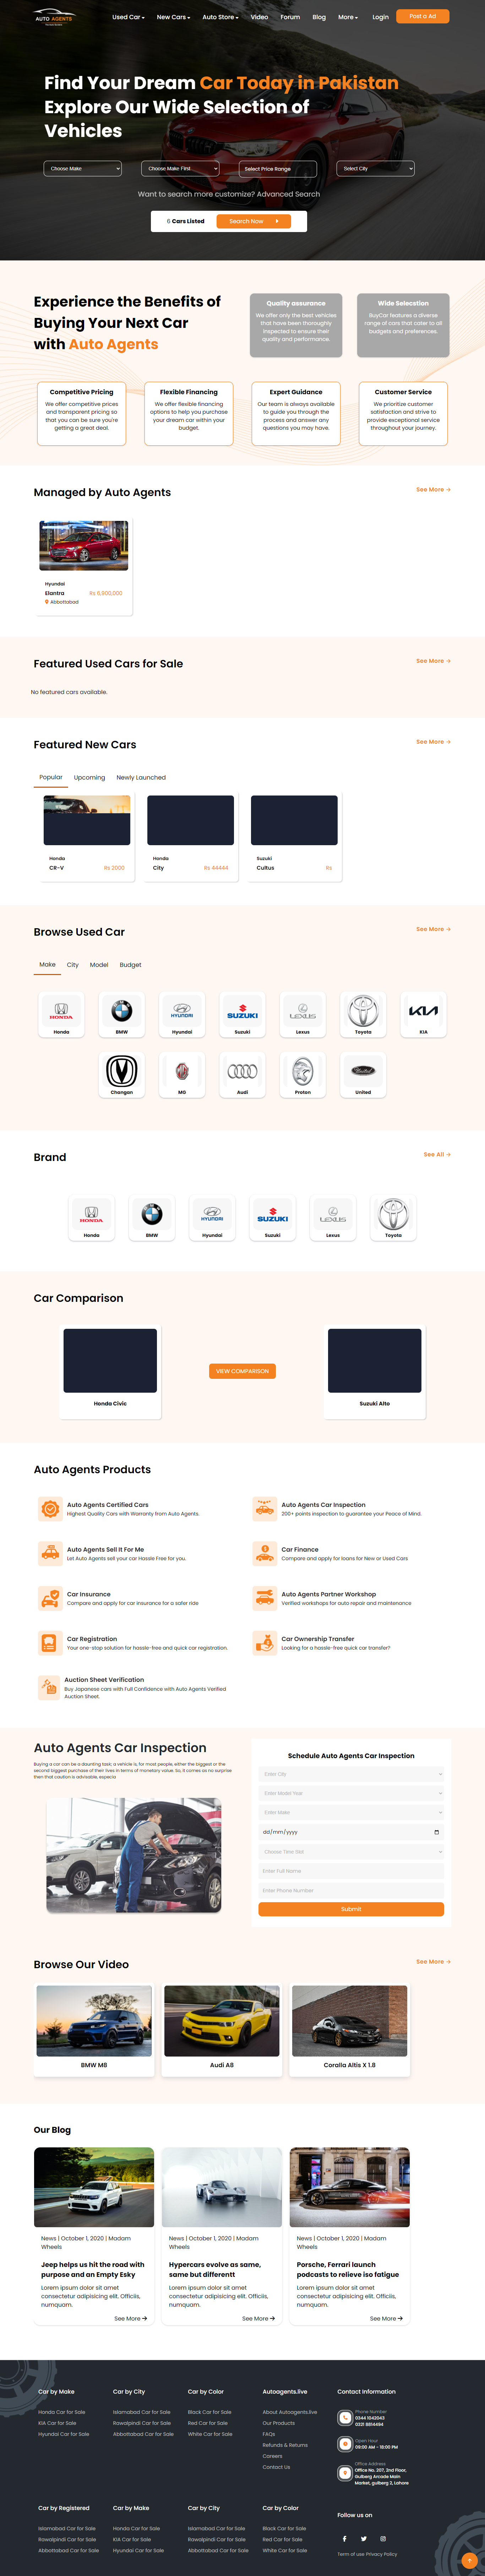 AUTO AGENTS
Used Car
New Cars
Auto Store
Video
Forum
Blog
More
Login
Post a Ad
Find Your Dream Car Today in Pakistan
Explore Our Wide Selection of
Vehicles
Choose Make
Choose Make First
Select Price Range
Select City
Want to search more customize? Advanced Search
6 Cars Listed
Search Now
Experience the Benefits of
Buying Your Next Car
with Auto Agents
Quality assurance
We offer only the best vehicles
that have been thoroughly
inspected to ensure their
quality and performance.
Wide Selecstion
BuyCar features a diverse
range of cars that cater to all
budgets and preferences.
Competitive Pricing
We offer competitive prices
and transparent pricing so
that you can be sure you're
getting a great deal.
Flexible Financing
We offer flexible financing
options to help you purchase
your dream car within your
budget.
Expert Guidance
Our team is always available
to guide you through the
process and answer any
questions you may have.
Customer Service
We prioritize customer
satisfaction and strive to
provide exceptional service
throughout your journey.
Managed by Auto Agents
See More →
Hyundai
Elantra
Rs 6,800,000
Abbottabad
Featured Used Cars for Sale
See More →
No featured cars available.
Featured New Cars
See More →
Popular
Upcoming
Newly Launched
Honda
CR-V
Rs 2000
Honda
City
Rs 44444
Suzuki
Cultus
Rs
Browse Used Car
See More →
Make
City
Model
Budget
HONDA
HYUNDAI
SUZUKI
LEXUS
KIA
Honda
BMW
Hyundai
Suzuki
Lexus
Toyota
KIA
Changan
MG
Audi
Proton
United
Brand
See All →
HONDA
HYUNDAI
SUZUKI
LEXUS
Honda
BMW
Hyundai
Suzuki
Lexus
Toyota
Car Comparison
VIEW COMPARISON
Honda Civic
Suzuki Alto
Auto Agents Products
Auto Agents Certified Cars
Highest Quality Cars with Warranty from Auto Agents.
Auto Agents Car Inspection
200+ points inspection to guarantee your Peace of Mind.
Auto Agents Sell It For Me
Let Auto Agents sell your car Hassle Free for you.
Car Finance
Compare and apply for loans for New or Used Cars
Car Insurance
Compare and apply for car insurance for a safer ride
Auto Agents Partner Workshop
Verified workshops for auto repair and maintenance
Car Registration
Your one-stop solution for hassle-free and quick car registration.
Car Ownership Transfer
Looking for a hassle-free quick car transfer?
Auction Sheet Verification
Buy Japanese cars with Full Confidence with Auto Agents Verified
Auction Sheet.
Auto Agents Car Inspection
Buying a car can be a daunting task; a vehicle is, for most people, either the biggest or the
second biggest purchase of their lives in terms of monetary value. So, it comes as no surprise
then that caution is advisable, especia
Schedule Auto Agents Car Inspection
Enter City
Enter Model Year
Enter Make
dd/mm/yyyy
Choose Time Slot
Enter Full Name
Enter Phone Number
Submit
Browse Our Video
See More →
BMW M8
Audi A8
Coralla Altis X 1.8
Our Blog
News | October 1, 2020 | Madam
Wheels
Jeep helps us hit the road with
purpose and an Empty Esky
Lorem ipsum dolor sit amet
consectetur adipisicing elit. Officiis,
numquam.
See More →
News | October 1, 2020 | Madam
Wheels
Hypercars evolve as same,
same but differentt
Lorem ipsum dolor sit amet
consectetur adipisicing elit. Officiis,
numquam.
See More →
News | October 1, 2020 | Madam
Wheels
Porsche, Ferrari launch
podcasts to relieve iso fatigue
Lorem ipsum dolor sit amet
consectetur adipisicing elit. Officiis,
numquam.
See More →
Car by Make
Honda Car for Sale
KIA Car for Sale
Hyundai Car for Sale
Car by City
Islamabad Car for Sale
Rawalpindi Car for Sale
Abbottabad Car for Sale
Car by Color
Black Car for Sale
Red Car for Sale
White Car for Sale
Autoagents.live
About Autoagents.live
Our Products
FAQs
Refunds & Returns
Careers
Contact Us
Contact Information
Phone Number
0344 1042543
0321 8814494
Open Hour
09:00 AM - 18:00 PM
Office Address
Office No. 207, 2nd Floor,
Gulberg Arcade Main
Market, gulberg 2, Lahore
Car by Registered
Islamabad Car for Sale
Rawalpindi Car for Sale
Abbottabad Car for Sale
Car by Make
Honda Car for Sale
KIA Car for Sale
Hyundai Car for Sale
Car by City
Islamabad Car for Sale
Rawalpindi Car for Sale
Abbottabad Car for Sale
Car by Color
Black Car for Sale
Red Car for Sale
White Car for Sale
Follow us on
Term of use Privacy Policy